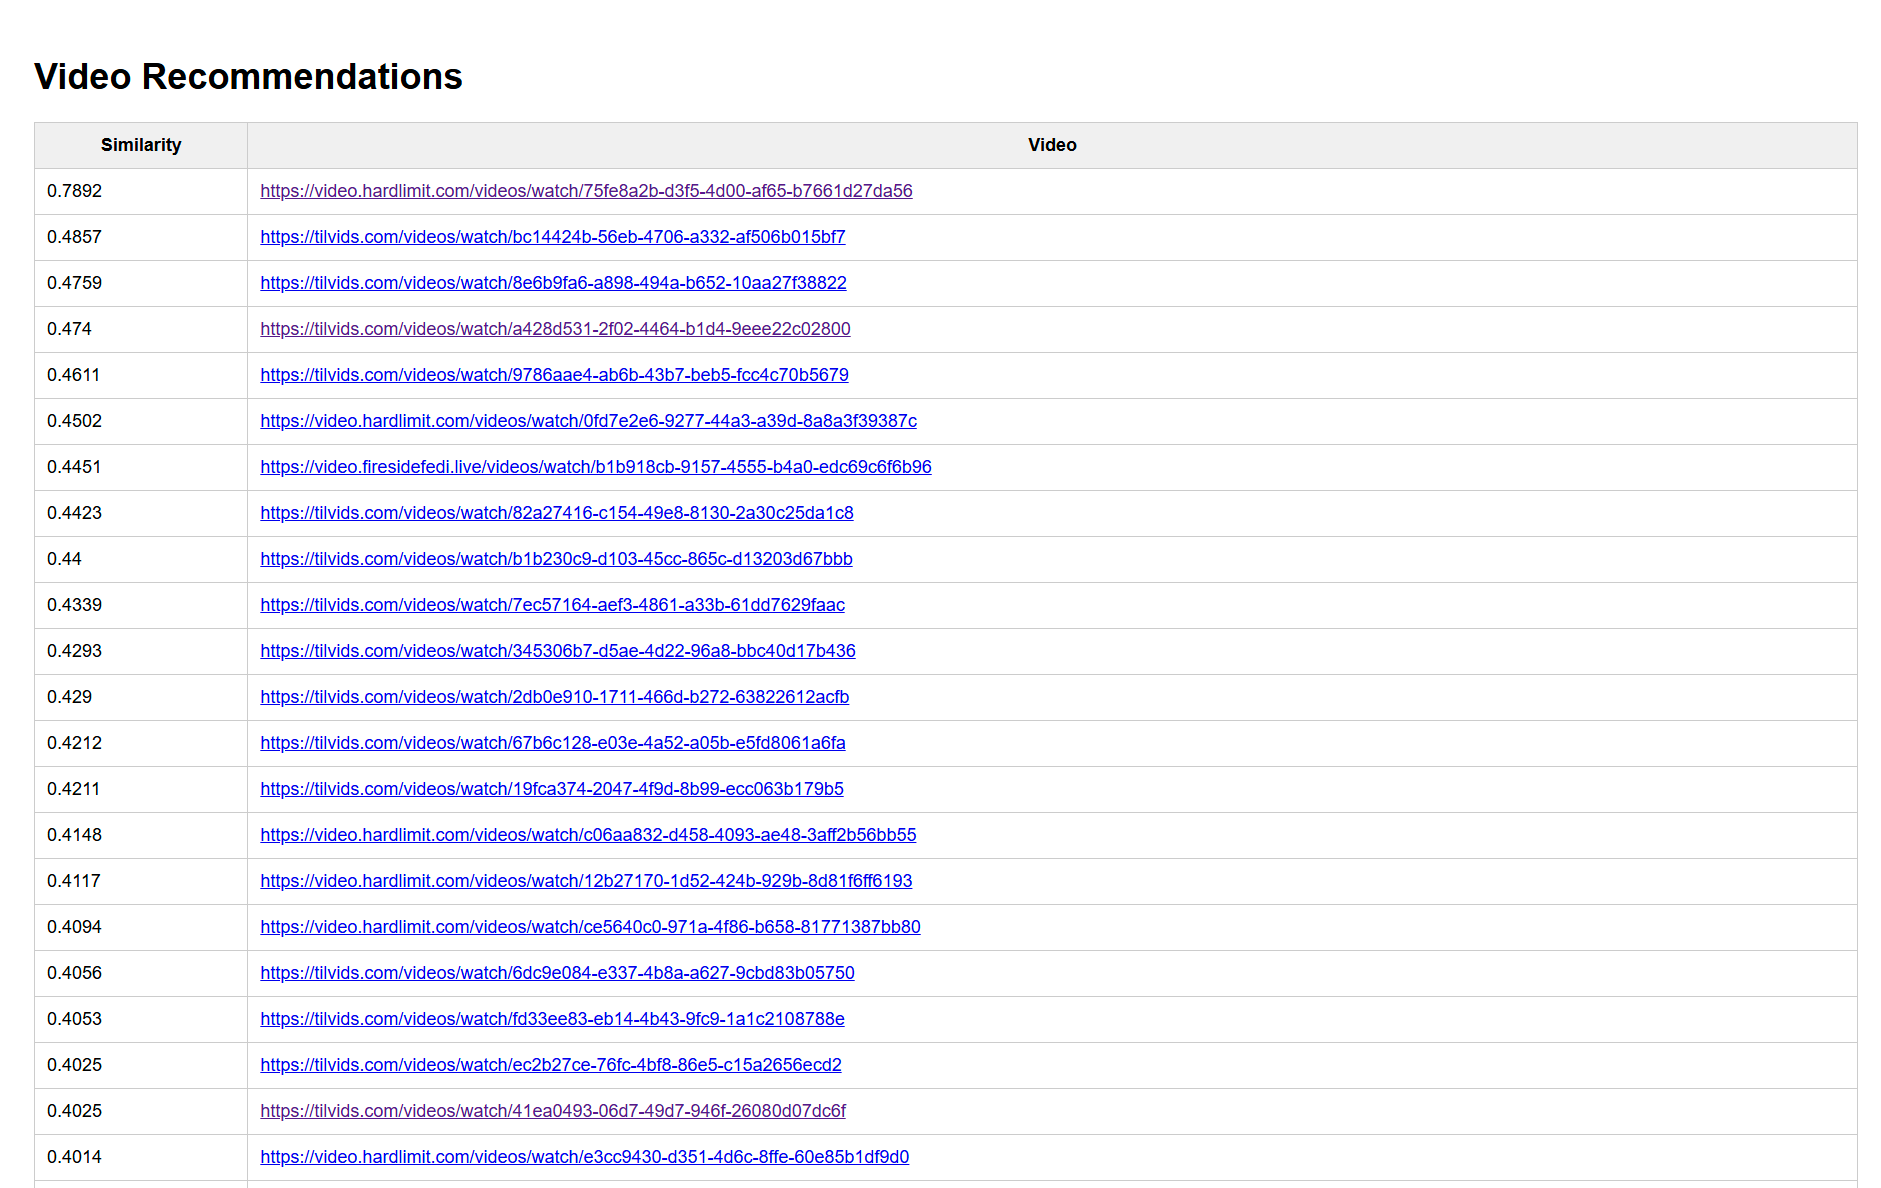 Video Recommendations
Similarity Video
0.7892 https://video.hardlimit.com/videos/watch/75fe8a2b-d3f5-4d00-af65-b7661d27da56
0.4857 https://tilvids.com/videos/watch/bc14424b-56eb-4706-a332-af506b015bf7
0.4759 https://tilvids.com/videos/watch/8e6b9fa6-a898-494a-b652-10aa27f38822
0.474 https://tilvids.com/videos/watch/a428d531-2f02-4464-b1d4-9eee22c02800
0.4611 https://tilvids.com/videos/watch/9786aae4-ab6b-43b7-beb5-fcc4c70b5679
0.4502 https://video.hardlimit.com/videos/watch/0fd7e2e6-9277-44a3-a39d-8a8a3f39387c
0.4451 https://video.firesidefedi.live/videos/watch/b1b918cb-9157-4555-b4a0-edc69c6f6b96
0.4423 https://tilvids.com/videos/watch/82a27416-c154-49e8-8130-2a30c25da1c8
0.44 https://tilvids.com/videos/watch/b1b230c9-d103-45cc-865c-d13203d67bbb
0.4339 https://tilvids.com/videos/watch/7ec57164-aef3-4861-a33b-61dd7629faac
0.4293 https://tilvids.com/videos/watch/345306b7-d5ae-4d22-96a8-bbc40d17b436
0.429 https://tilvids.com/videos/watch/2db0e910-1711-466d-b272-63822612acfb
0.4212 https://tilvids.com/videos/watch/67b6c128-e03e-4a52-a05b-e5fd8061a6fa
0.4211 https://tilvids.com/videos/watch/19fca374-2047-4f9d-8b99-ecc063b179b5
0.4148 https://video.hardlimit.com/videos/watch/c06aa832-d458-4093-ae48-3aff2b56bb55
0.4117 https://video.hardlimit.com/videos/watch/12b27170-1d52-424b-929b-8d81f6ff6193
0.4094 https://video.hardlimit.com/videos/watch/ce5640c0-971a-4f86-b658-81771387bb80
0.4056 https://tilvids.com/videos/watch/6dc9e084-e337-4b8a-a627-9cbd83b05750
0.4053 https://tilvids.com/videos/watch/fd33ee83-eb14-4b43-9fc9-1a1c2108788e
0.4025 https://tilvids.com/videos/watch/ec2b27ce-76fc-4bf8-86e5-c15a2656ecd2
0.4025 https://tilvids.com/videos/watch/41ea0493-06d7-49d7-946f-26080d07dc6f
0.4014 https://video.hardlimit.com/videos/watch/e3cc9430-d351-4d6c-8ffe-60e85b1df9d0